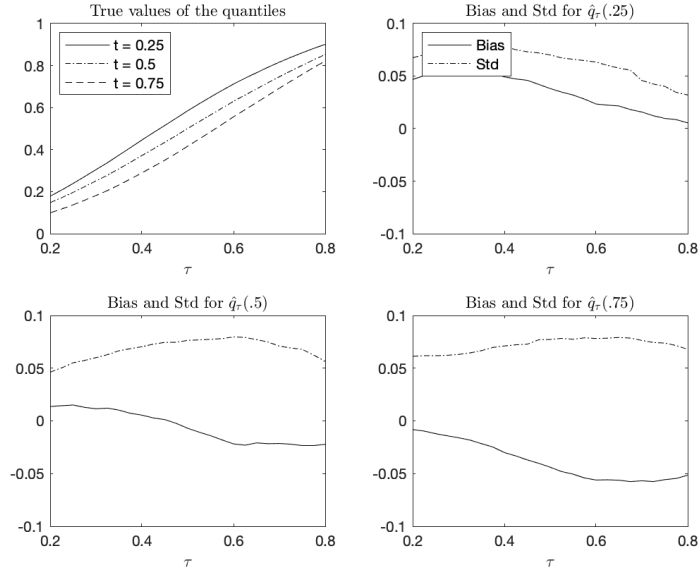 True values of the quantiles
1
0.8
0.6
0.4
0.2
0
t = 0.25
t = 0.5
t = 0.75
0.2 0.4 0.6 0.8
τ
Bias and Std for q̂τ(.25)
0.1
0.05
0
-0.05
-0.1
Bias
Std
0.2 0.4 0.6 0.8
τ
Bias and Std for q̂τ(.5)
0.1
0.05
0
-0.05
-0.1
0.2 0.4 0.6 0.8
τ
Bias and Std for q̂τ(.75)
0.1
0.05
0
-0.05
-0.1
0.2 0.4 0.6 0.8
τ